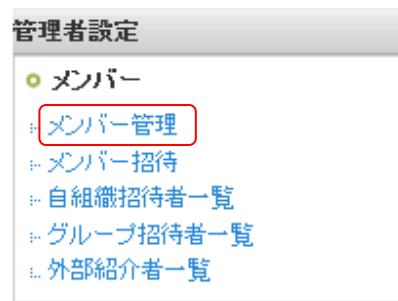 管理者設定
メンバー
メンバー管理
メンバー招待
自組織招待者一覧
グループ招待者一覧
外部紹介者一覧